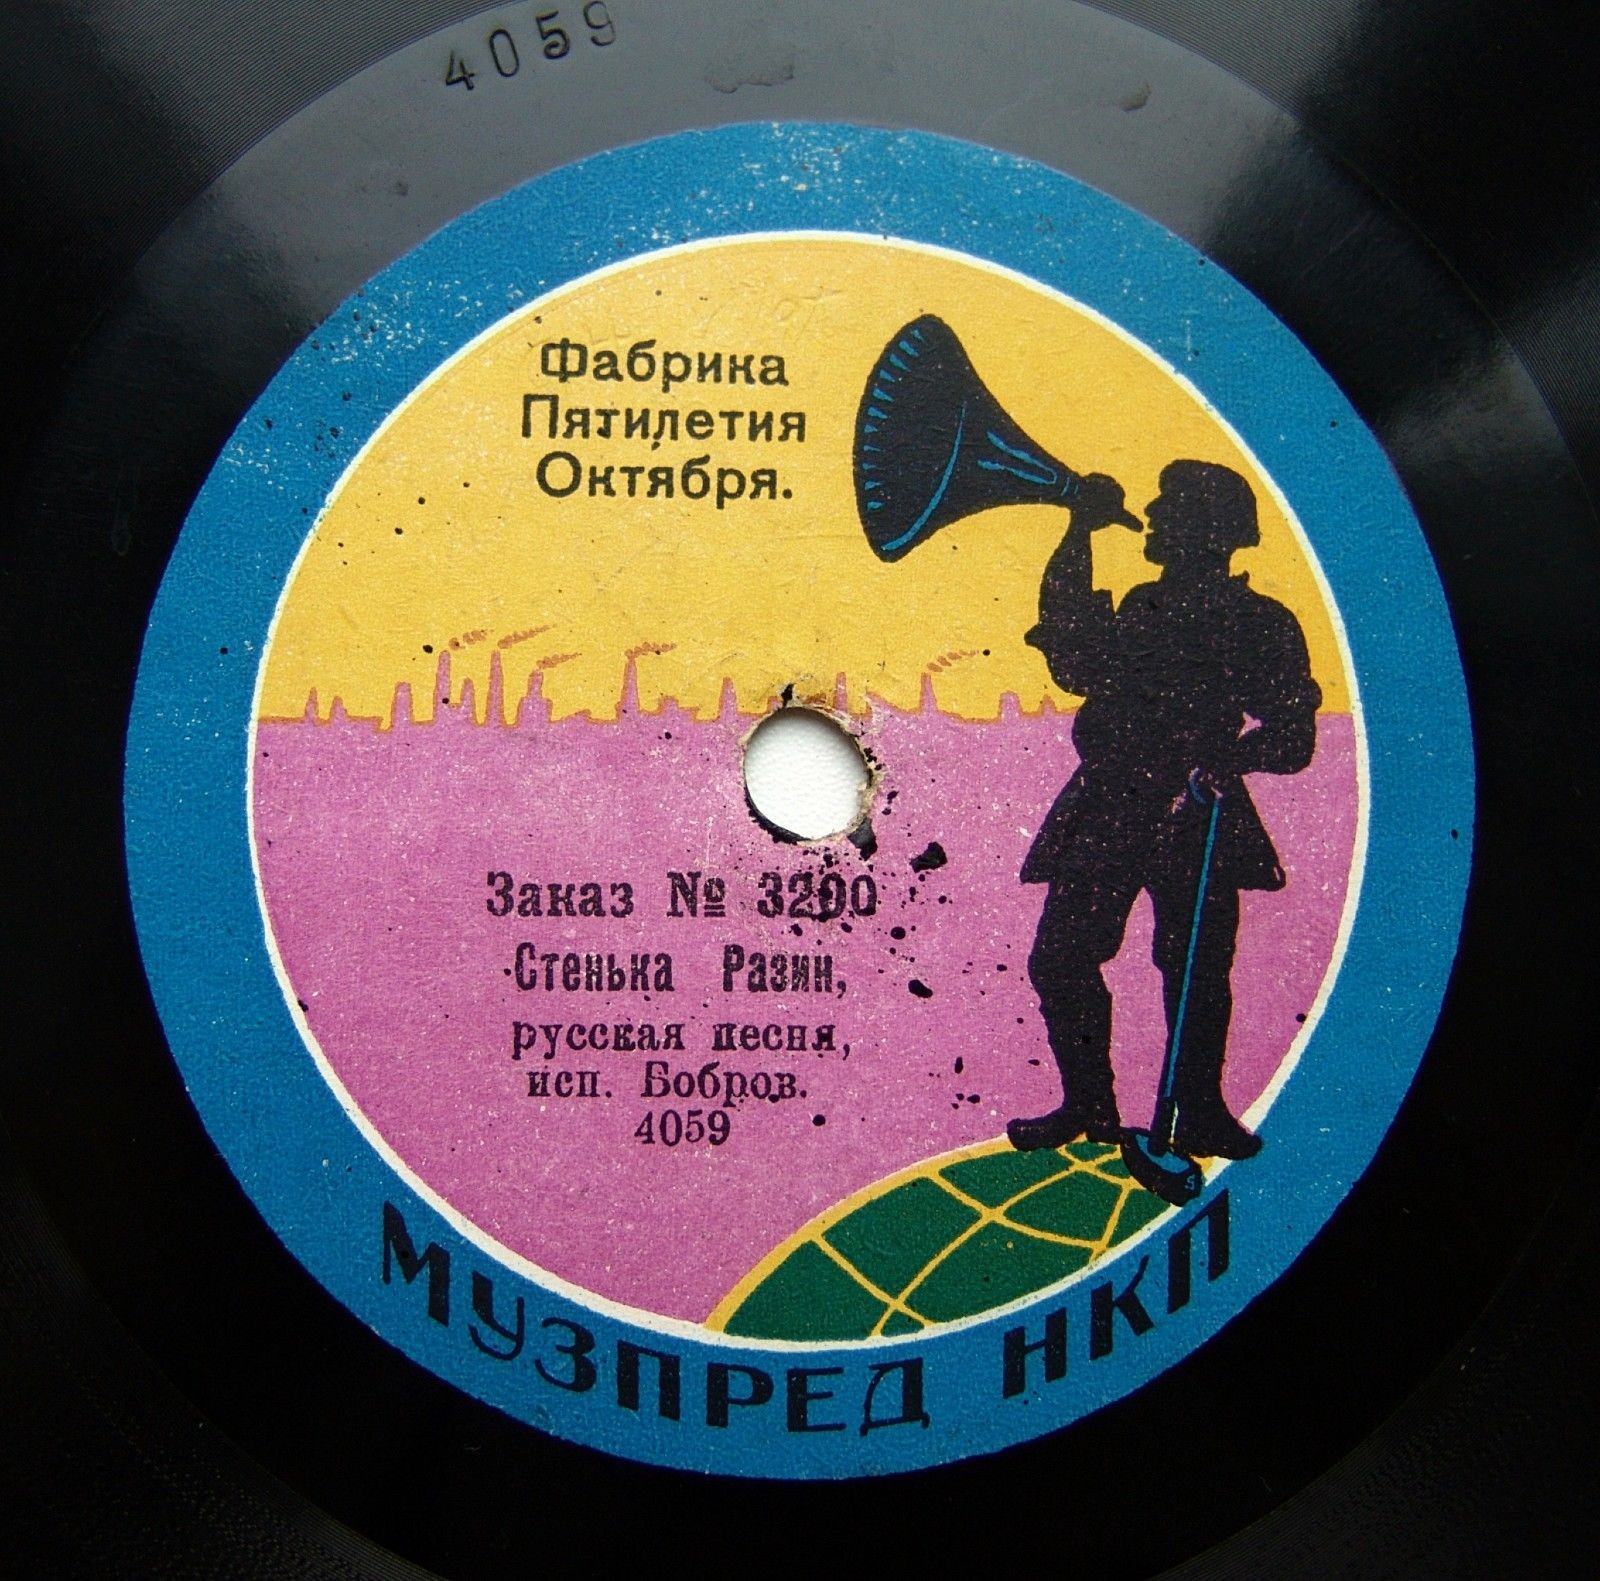 4059
Фабрика
Пятилетия
Октября.
Заказ № 3200
Стенька Разин,
русская песня,
исп. Бобров.
4059
МУЗПРЕД НКП